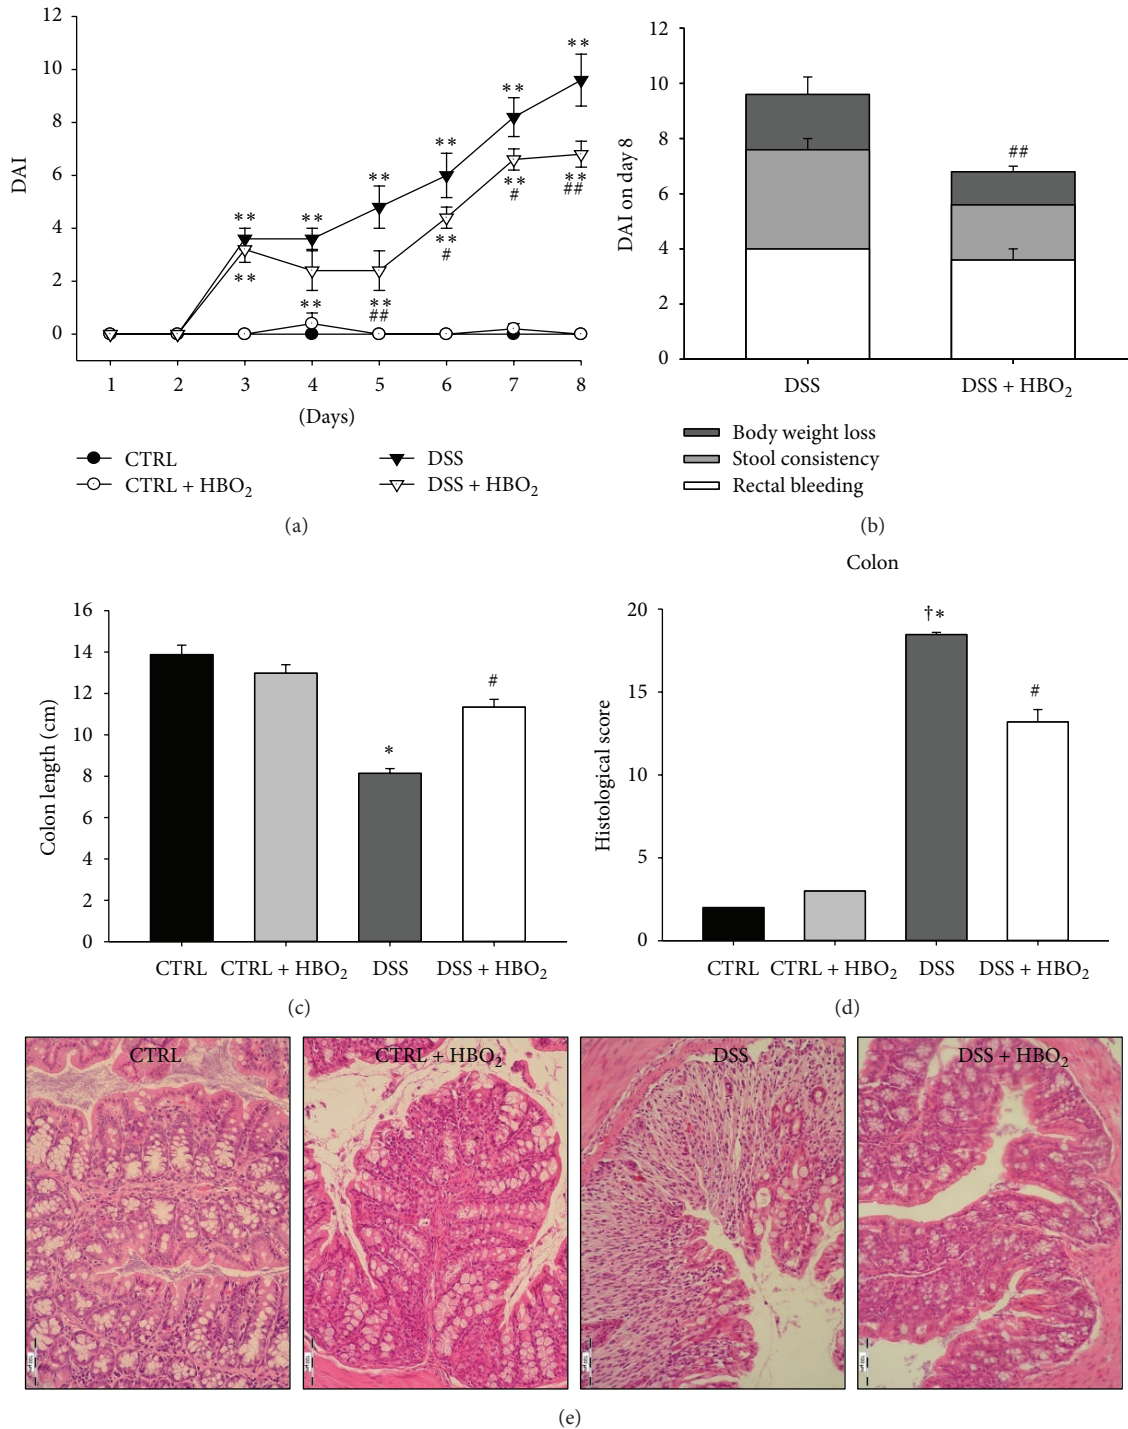 12
10
8
6
4
2
0
DAI
** ** ** ** ** **
** ** ** ** ** **
## # # ##
1 2 3 4 5 6 7 8
(Days)
CTRL
CTRL + HBO2
DSS
DSS + HBO2
(a)
12
10
8
6
4
2
0
DAI on day 8
##
DSS DSS + HBO2
Body weight loss
Stool consistency
Rectal bleeding
(b)
16
14
12
10
8
6
4
2
0
Colon length (cm)
*
#
CTRL CTRL + HBO2 DSS DSS + HBO2
(c)
Colon
20
15
10
5
0
Histological score
†*
#
CTRL CTRL + HBO2 DSS DSS + HBO2
(d)
CTRL
CTRL + HBO2
DSS
DSS + HBO2
(e)